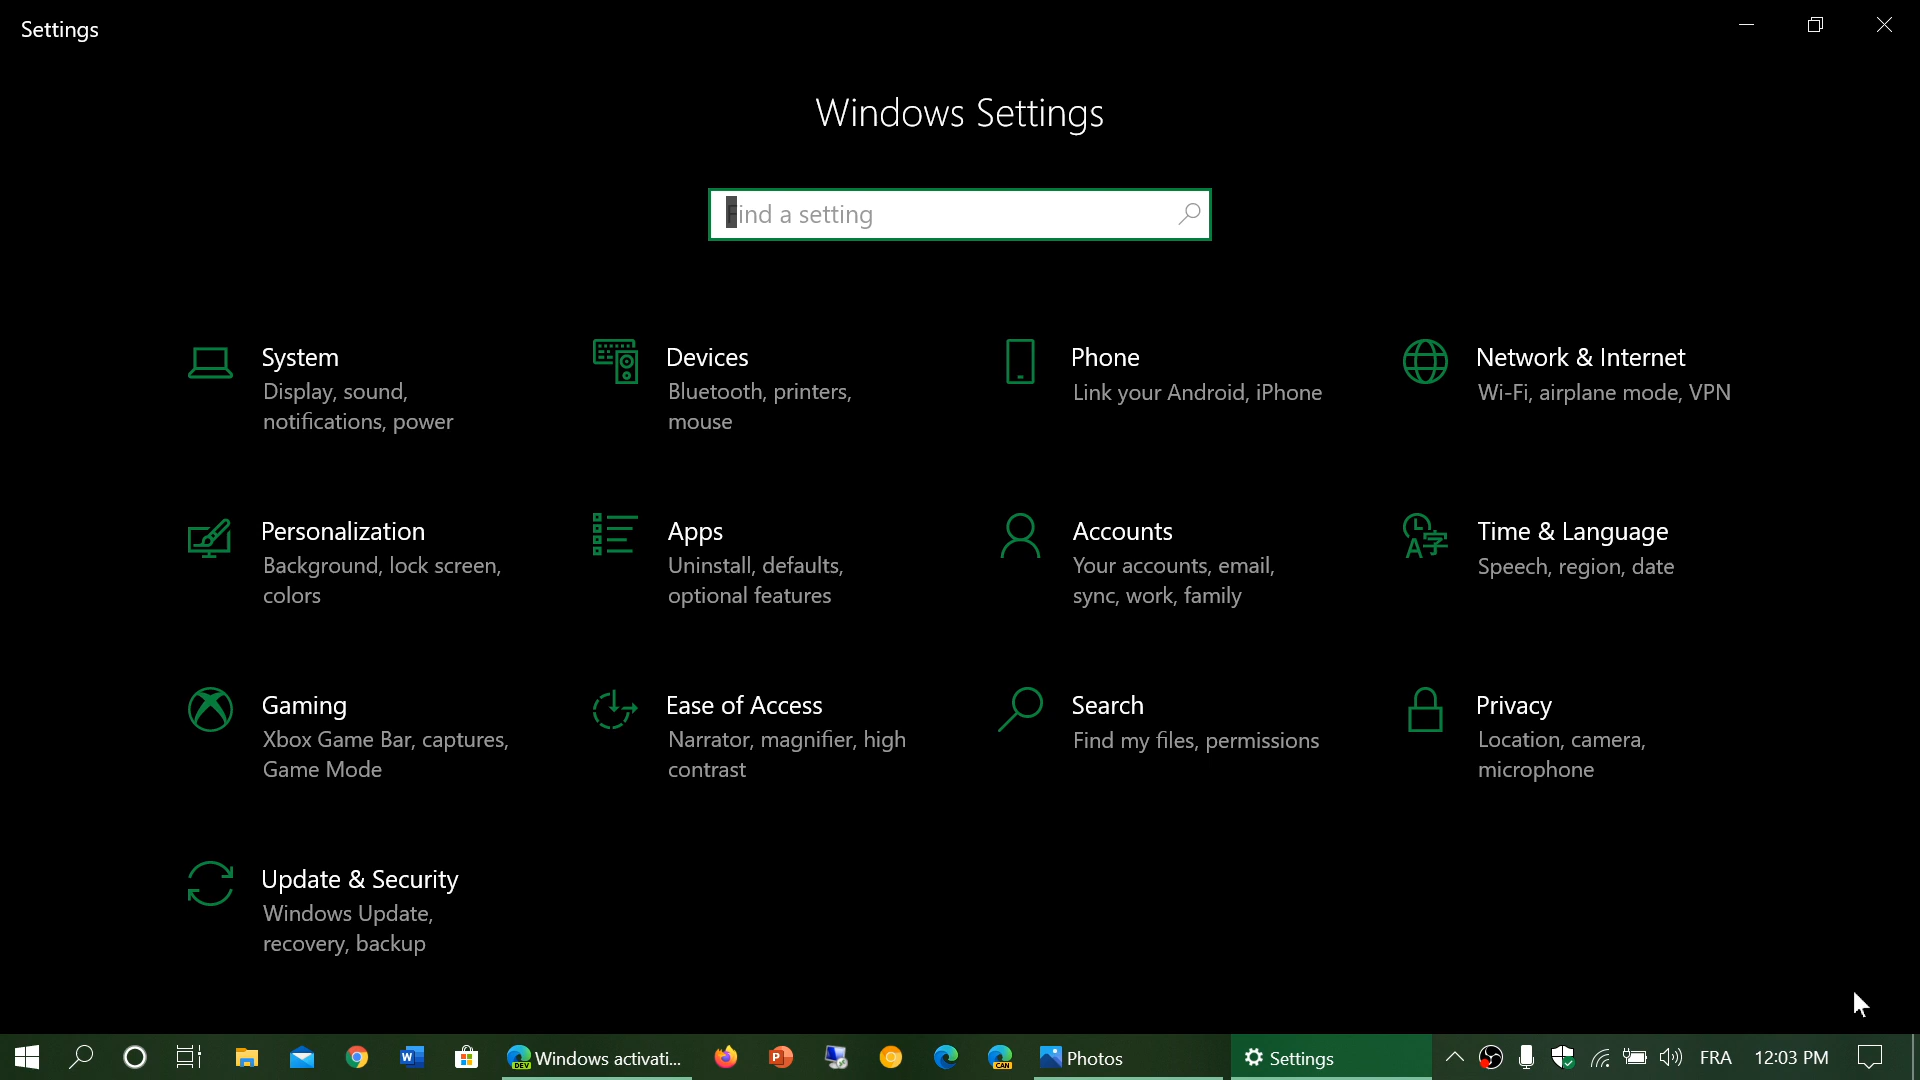 Settings
Windows Settings
Find a setting
System
Display, sound,
notifications, power
Devices
Bluetooth, printers,
mouse
Phone
Link your Android, iPhone
Network & Internet
Wi-Fi, airplane mode, VPN
Personalization
Background, lock screen,
colors
Apps
Uninstall, defaults,
optional features
Accounts
Your accounts, email,
sync, work, family
Time & Language
Speech, region, date
Gaming
Xbox Game Bar, captures,
Game Mode
Ease of Access
Narrator, magnifier, high
contrast
Search
Find my files, permissions
Privacy
Location, camera,
microphone
Update & Security
Windows Update,
recovery, backup
W DEV Windows activati... P CAN Photos Settings FRA 12:03 PM